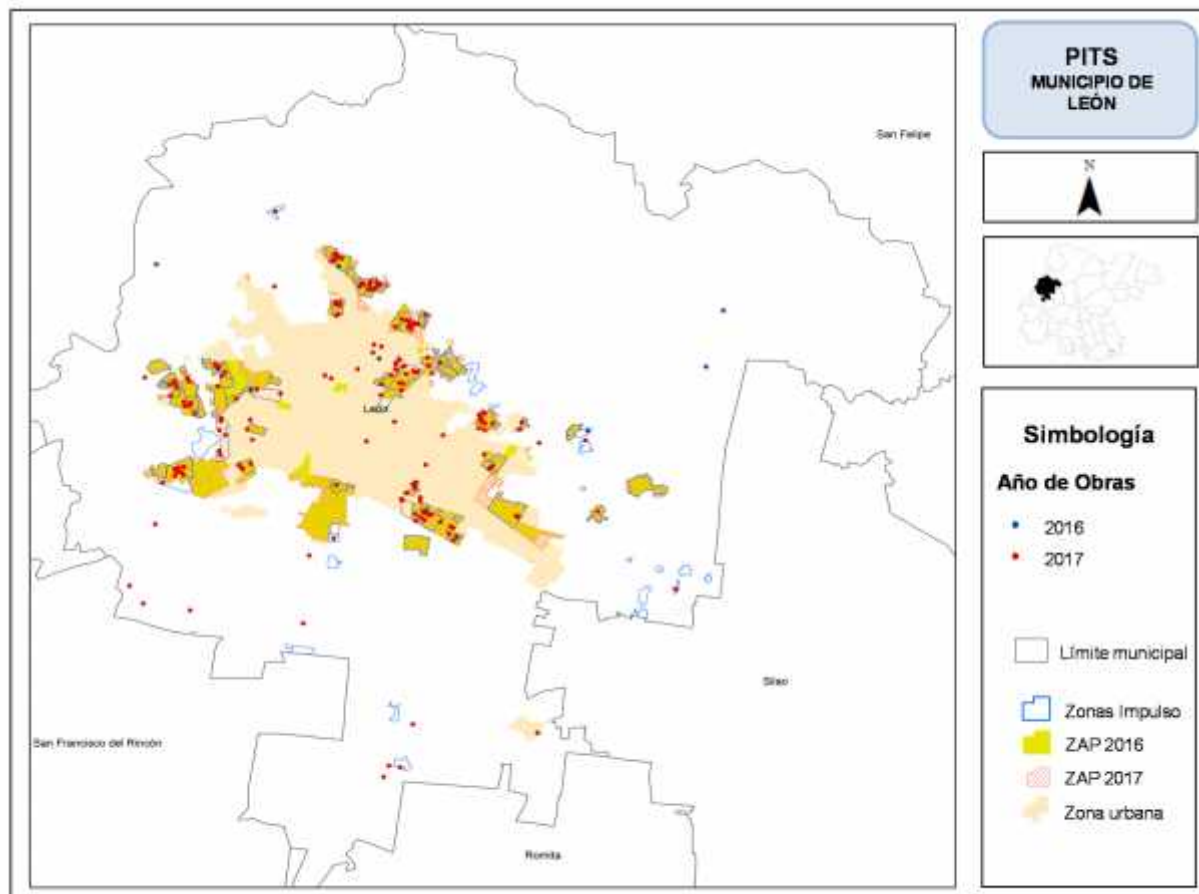 PITS
MUNICIPIO DE
LEÓN
N
San Felipe
León
Silao
San Francisco del Rincón
Romita
Simbología
Año de Obras
2016
2017
Límite municipal
Zonas Impulso
ZAP 2016
ZAP 2017
Zona urbana